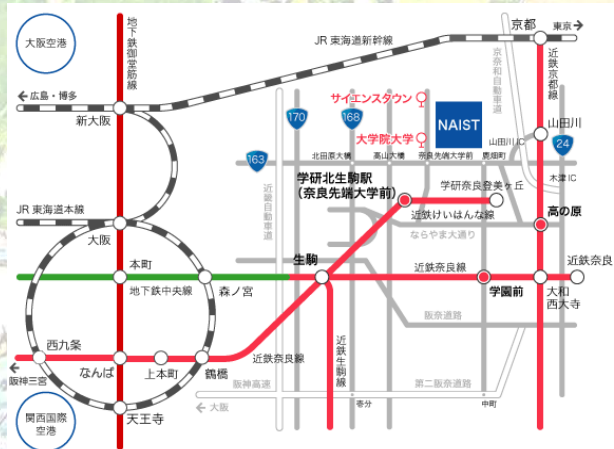 大阪空港
地下鉄御堂筋線
JR 東海道新幹線
京都
東京→
←広島・博多
新大阪
近鉄京都線
京奈和自動車道
サイエンスタウン
NAIST
大学院大学
170
168
163
24
山田川
山田川IC
木津IC
北田原大橋
高山大橋
奈良先端大学前
鹿畑町
近畿自動車道
学研北生駒駅
(奈良先端大学前)
学研奈良登美ヶ丘
近鉄けいはんな線
ならやま大通り
高の原
JR 東海道本線
大阪
本町
地下鉄中央線
森ノ宮
生駒
近鉄奈良線
学園前
大和
西大寺
近鉄奈良
阪奈道路
近鉄生駒線
西九条
なんば
上本町
鶴橋
近鉄奈良線
阪神三宮
天王寺
関西国際
空港
阪神高速
←大阪
第二阪奈道路
壱分
中町